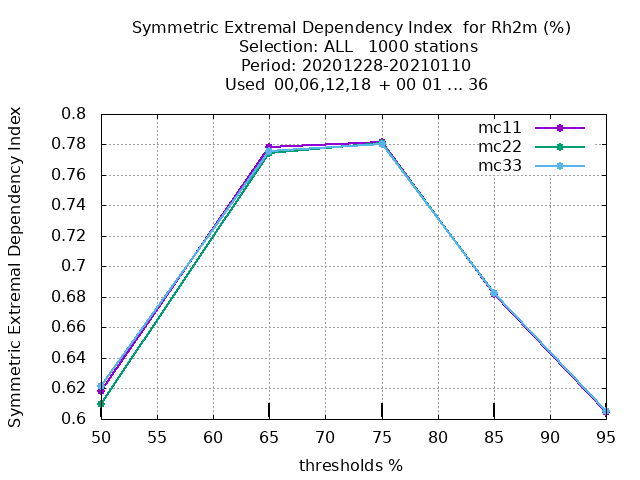 Symmetric Extremal Dependency Index for Rh2m (%)
Selection: ALL 1000 stations
Period: 20201228-20210110
Used 00,06,12,18 + 00 01 ... 36
Symmetric Extremal Dependency Index
0.8
0.78
0.76
0.74
0.72
0.7
0.68
0.66
0.64
0.62
0.6
mc11
mc22
mc33
50 55 60 65 70 75 80 85 90 95
thresholds %